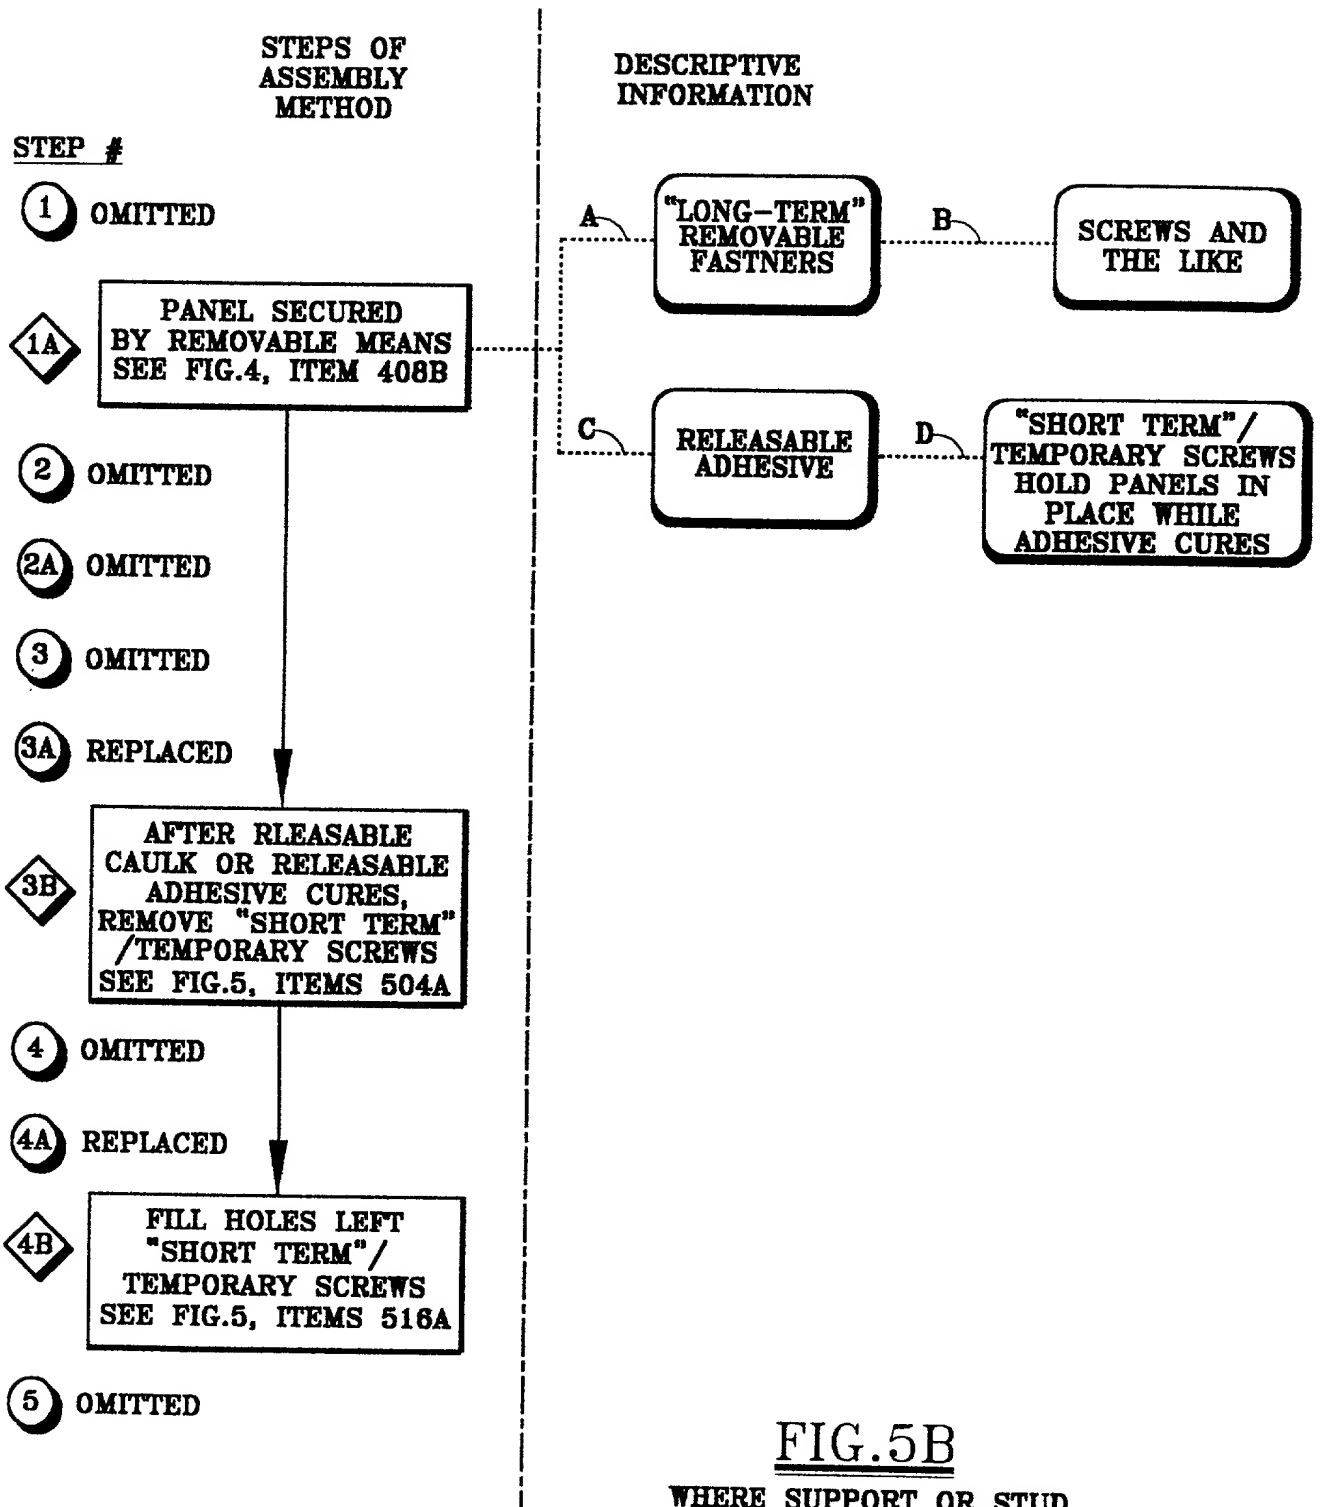 STEPS OF
ASSEMBLY
METHOD
DESCRIPTIVE
INFORMATION
STEP #
1 OMITTED
1A
PANEL SECURED
BY REMOVABLE MEANS
SEE FIG.4, ITEM 408B
A
"LONG-TERM"
REMOVABLE
FASTNERS
B
SCREWS AND
THE LIKE
C
RELEASABLE
ADHESIVE
D
"SHORT TERM"/
TEMPORARY SCREWS
HOLD PANELS IN
PLACE WHILE
ADHESIVE CURES
2 OMITTED
2A OMITTED
3 OMITTED
3A REPLACED
3B
AFTER RLEASABLE
CAULK OR RELEASABLE
ADHESIVE CURES,
REMOVE "SHORT TERM"
/TEMPORARY SCREWS
SEE FIG.5, ITEMS 504A
4 OMITTED
4A REPLACED
4B
FILL HOLES LEFT
"SHORT TERM"/
TEMPORARY SCREWS
SEE FIG.5, ITEMS 516A
5 OMITTED
FIG.5B
WHERE SUPPORT OR STUD